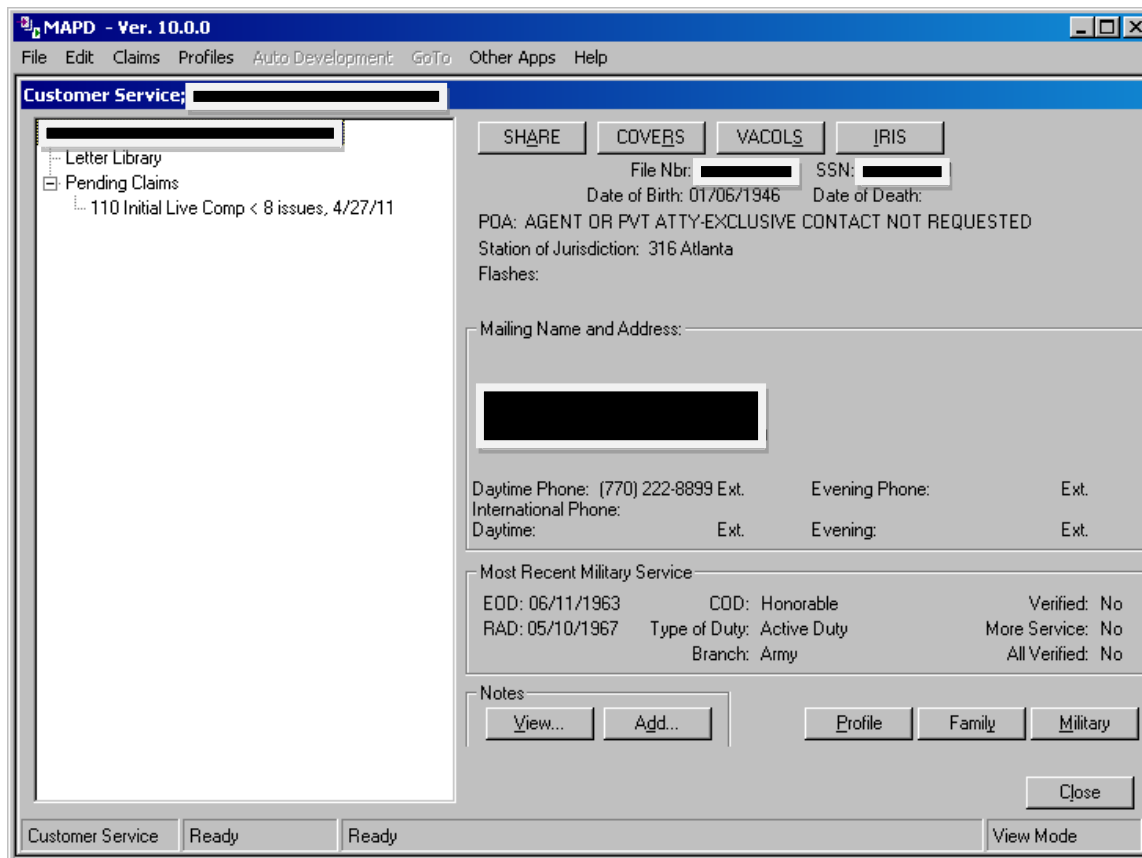 MAPD - Ver. 10.0.0
File Edit Claims Profiles Auto Development GoTo Other Apps Help
Customer Service;
Letter Library
Pending Claims
110 Initial Live Comp < 8 issues, 4/27/11
SHARE COVERS VACOLS IRIS
File Nbr: SSN:
Date of Birth: 01/06/1946 Date of Death:
POA: AGENT OR PVT ATTY-EXCLUSIVE CONTACT NOT REQUESTED
Station of Jurisdiction: 316 Atlanta
Flashes:
Mailing Name and Address:
Daytime Phone: (770) 222-8899 Ext. Evening Phone: Ext.
International Phone:
Daytime: Ext. Evening: Ext.
Most Recent Military Service
EOD: 06/11/1963 COD: Honorable Verified: No
RAD: 05/10/1967 Type of Duty: Active Duty More Service: No
Branch: Army All Verified: No
Notes
View... Add... Profile Family Military
Close
Customer Service Ready Ready View Mode